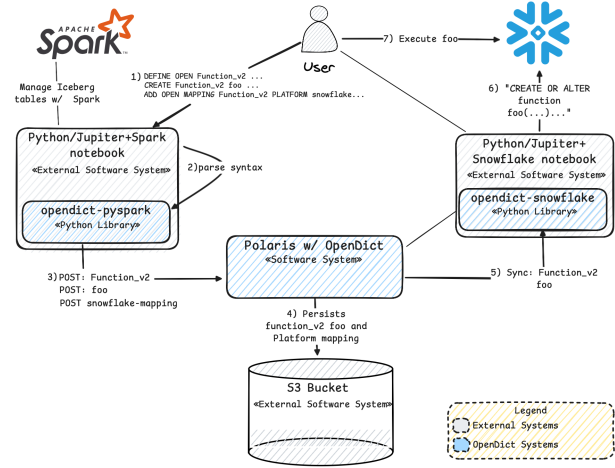 APACHE
Spark
TM
User
7) Execute foo
Manage Iceberg
tables w/ Spark
1) DEFINE OPEN Function_v2 ...
CREATE Function_v2 foo ...
ADD OPEN MAPPING Function_v2 PLATFORM snowflake...
6) "CREATE OR ALTER
function
foo(...)..."
Python/Jupiter+Spark
notebook
«External Software System»
2)parse syntax
opendict-pyspark
«Python Library»
Python/Jupiter+
Snowflake notebook
«External Software System»
opendict-snowflake
«Python Library»
Polaris w/ OpenDict
«Software System»
3)POST: Function_v2
POST: foo
POST snowflake-mapping
5) Sync: Function_v2
foo
4) Persists
function_v2 foo and
Platform mapping
S3 Bucket
«External Software System»
Legend
External Systems
OpenDict Systems